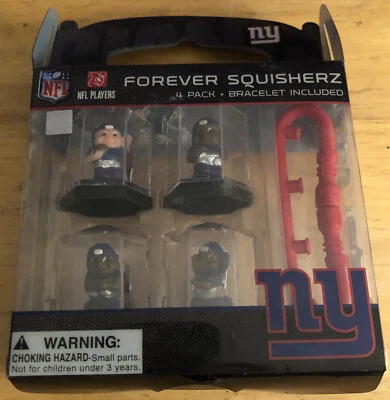 ny
NFL
NFL PLAYERS
FOREVER SQUISHERZ
4 PACK • BRACELET INCLUDED
ny
WARNING:
CHOKING HAZARD-Small parts.
Not for children under 3 years.